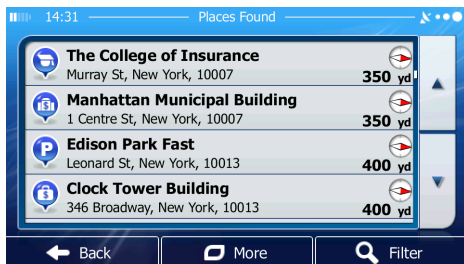 14:31 Places Found
The College of Insurance
Murray St, New York, 10007 350 yd
Manhattan Municipal Building
1 Centre St, New York, 10007 350 yd
Edison Park Fast
Leonard St, New York, 10013 400 yd
Clock Tower Building
346 Broadway, New York, 10013 400 yd
Back More Filter